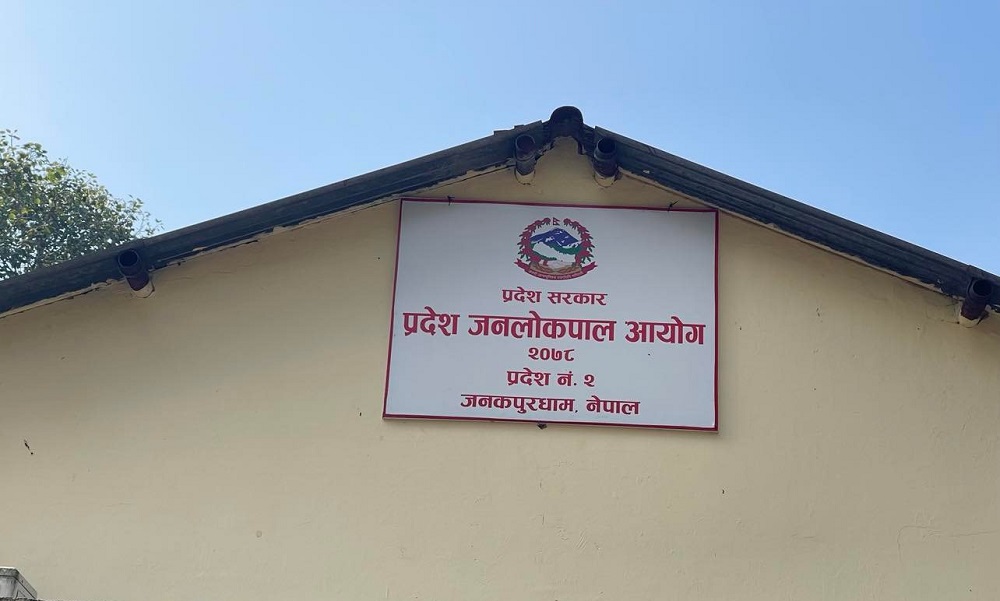 प्रदेश सरकार
प्रदेश जनलोकपाल आयोग
२०७८
प्रदेश नं. २
जनकपुरधाम, नेपाल